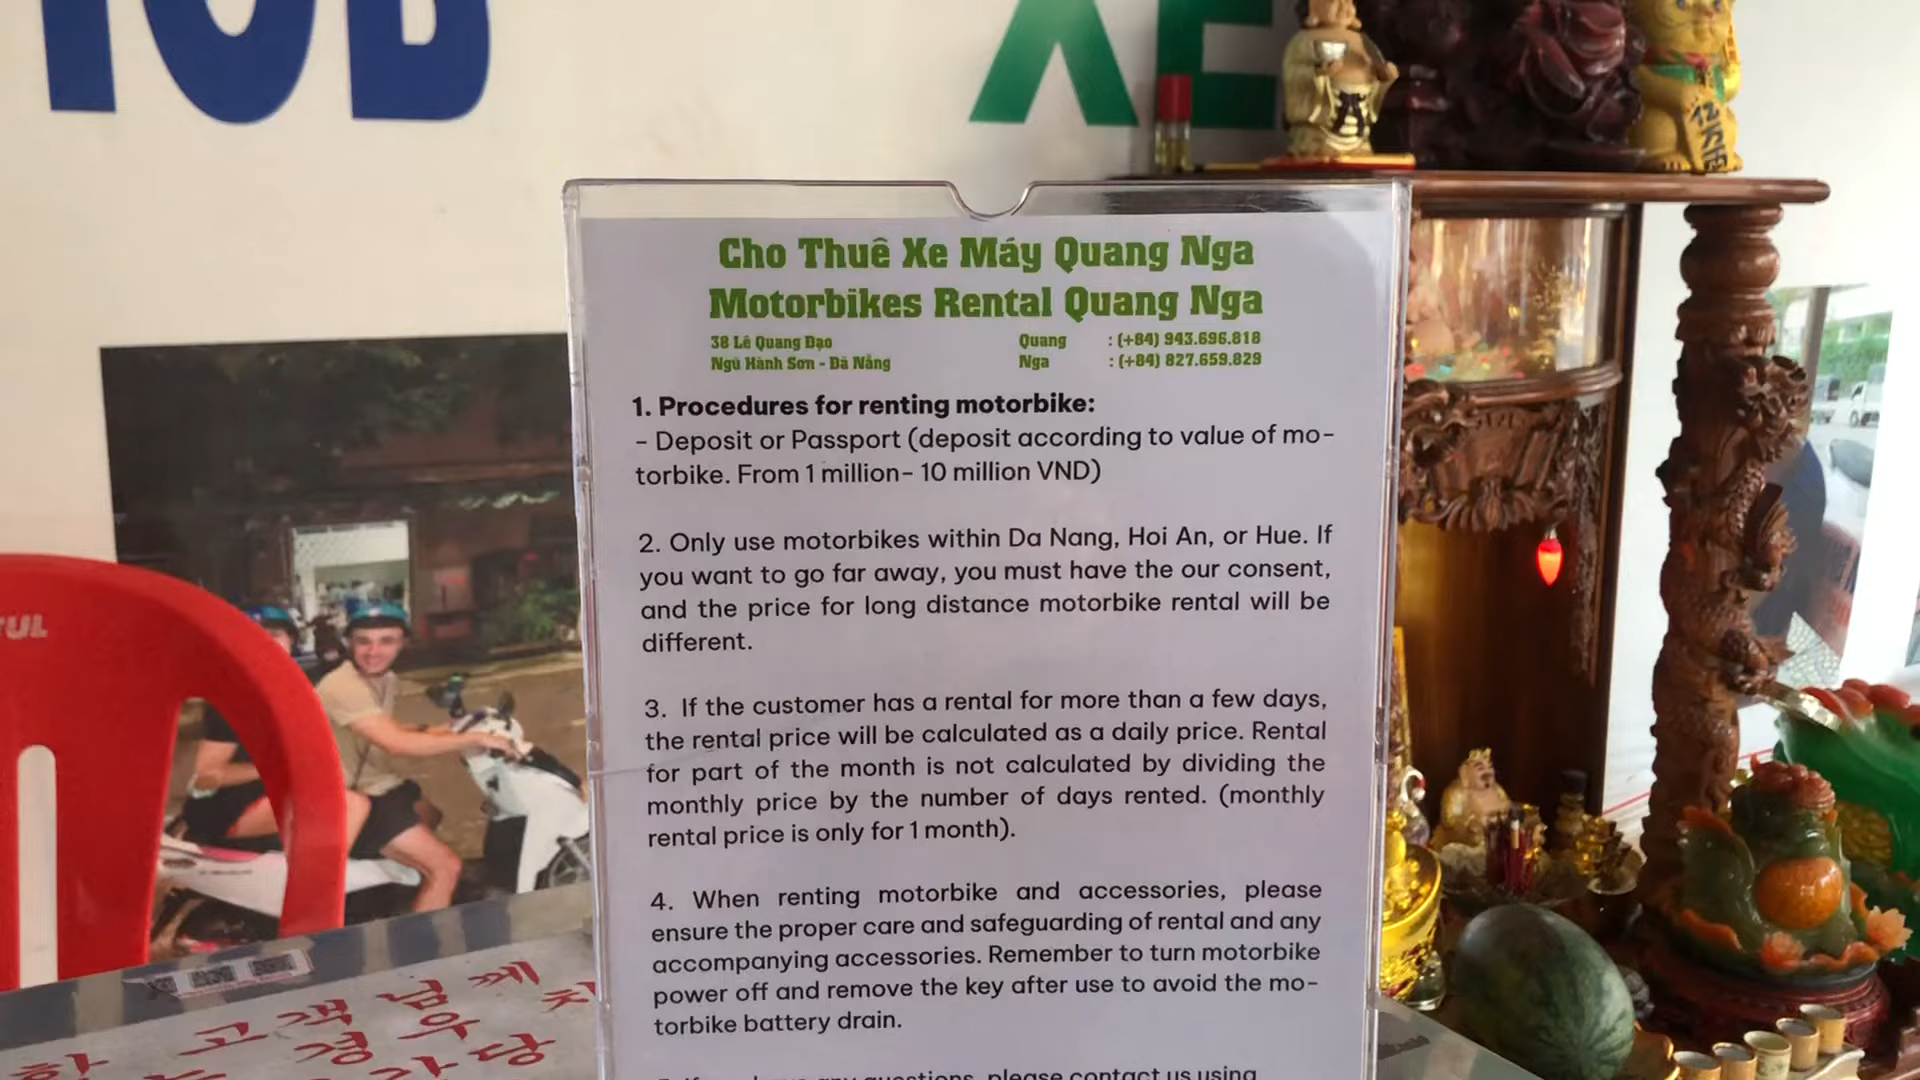 XE
Cho Thuê Xe Máy Quang Nga
Motorbikes Rental Quang Nga
38 Lê Quang Đạo
Ngũ Hành Sơn - Đà Nẵng
Quang : (+84) 943.696.818
Nga : (+84) 827.659.829
1. Procedures for renting motorbike:
- Deposit or Passport (deposit according to value of mo-
torbike. From 1 million- 10 million VND)
2. Only use motorbikes within Da Nang, Hoi An, or Hue. If
you want to go far away, you must have the our consent,
and the price for long distance motorbike rental will be
different.
3. If the customer has a rental for more than a few days,
the rental price will be calculated as a daily price. Rental
for part of the month is not calculated by dividing the
monthly price by the number of days rented. (monthly
rental price is only for 1 month).
4. When renting motorbike and accessories, please
ensure the proper care and safeguarding of rental and any
accompanying accessories. Remember to turn motorbike
power off and remove the key after use to avoid the mo-
torbike battery drain.
any questions, please contact us using